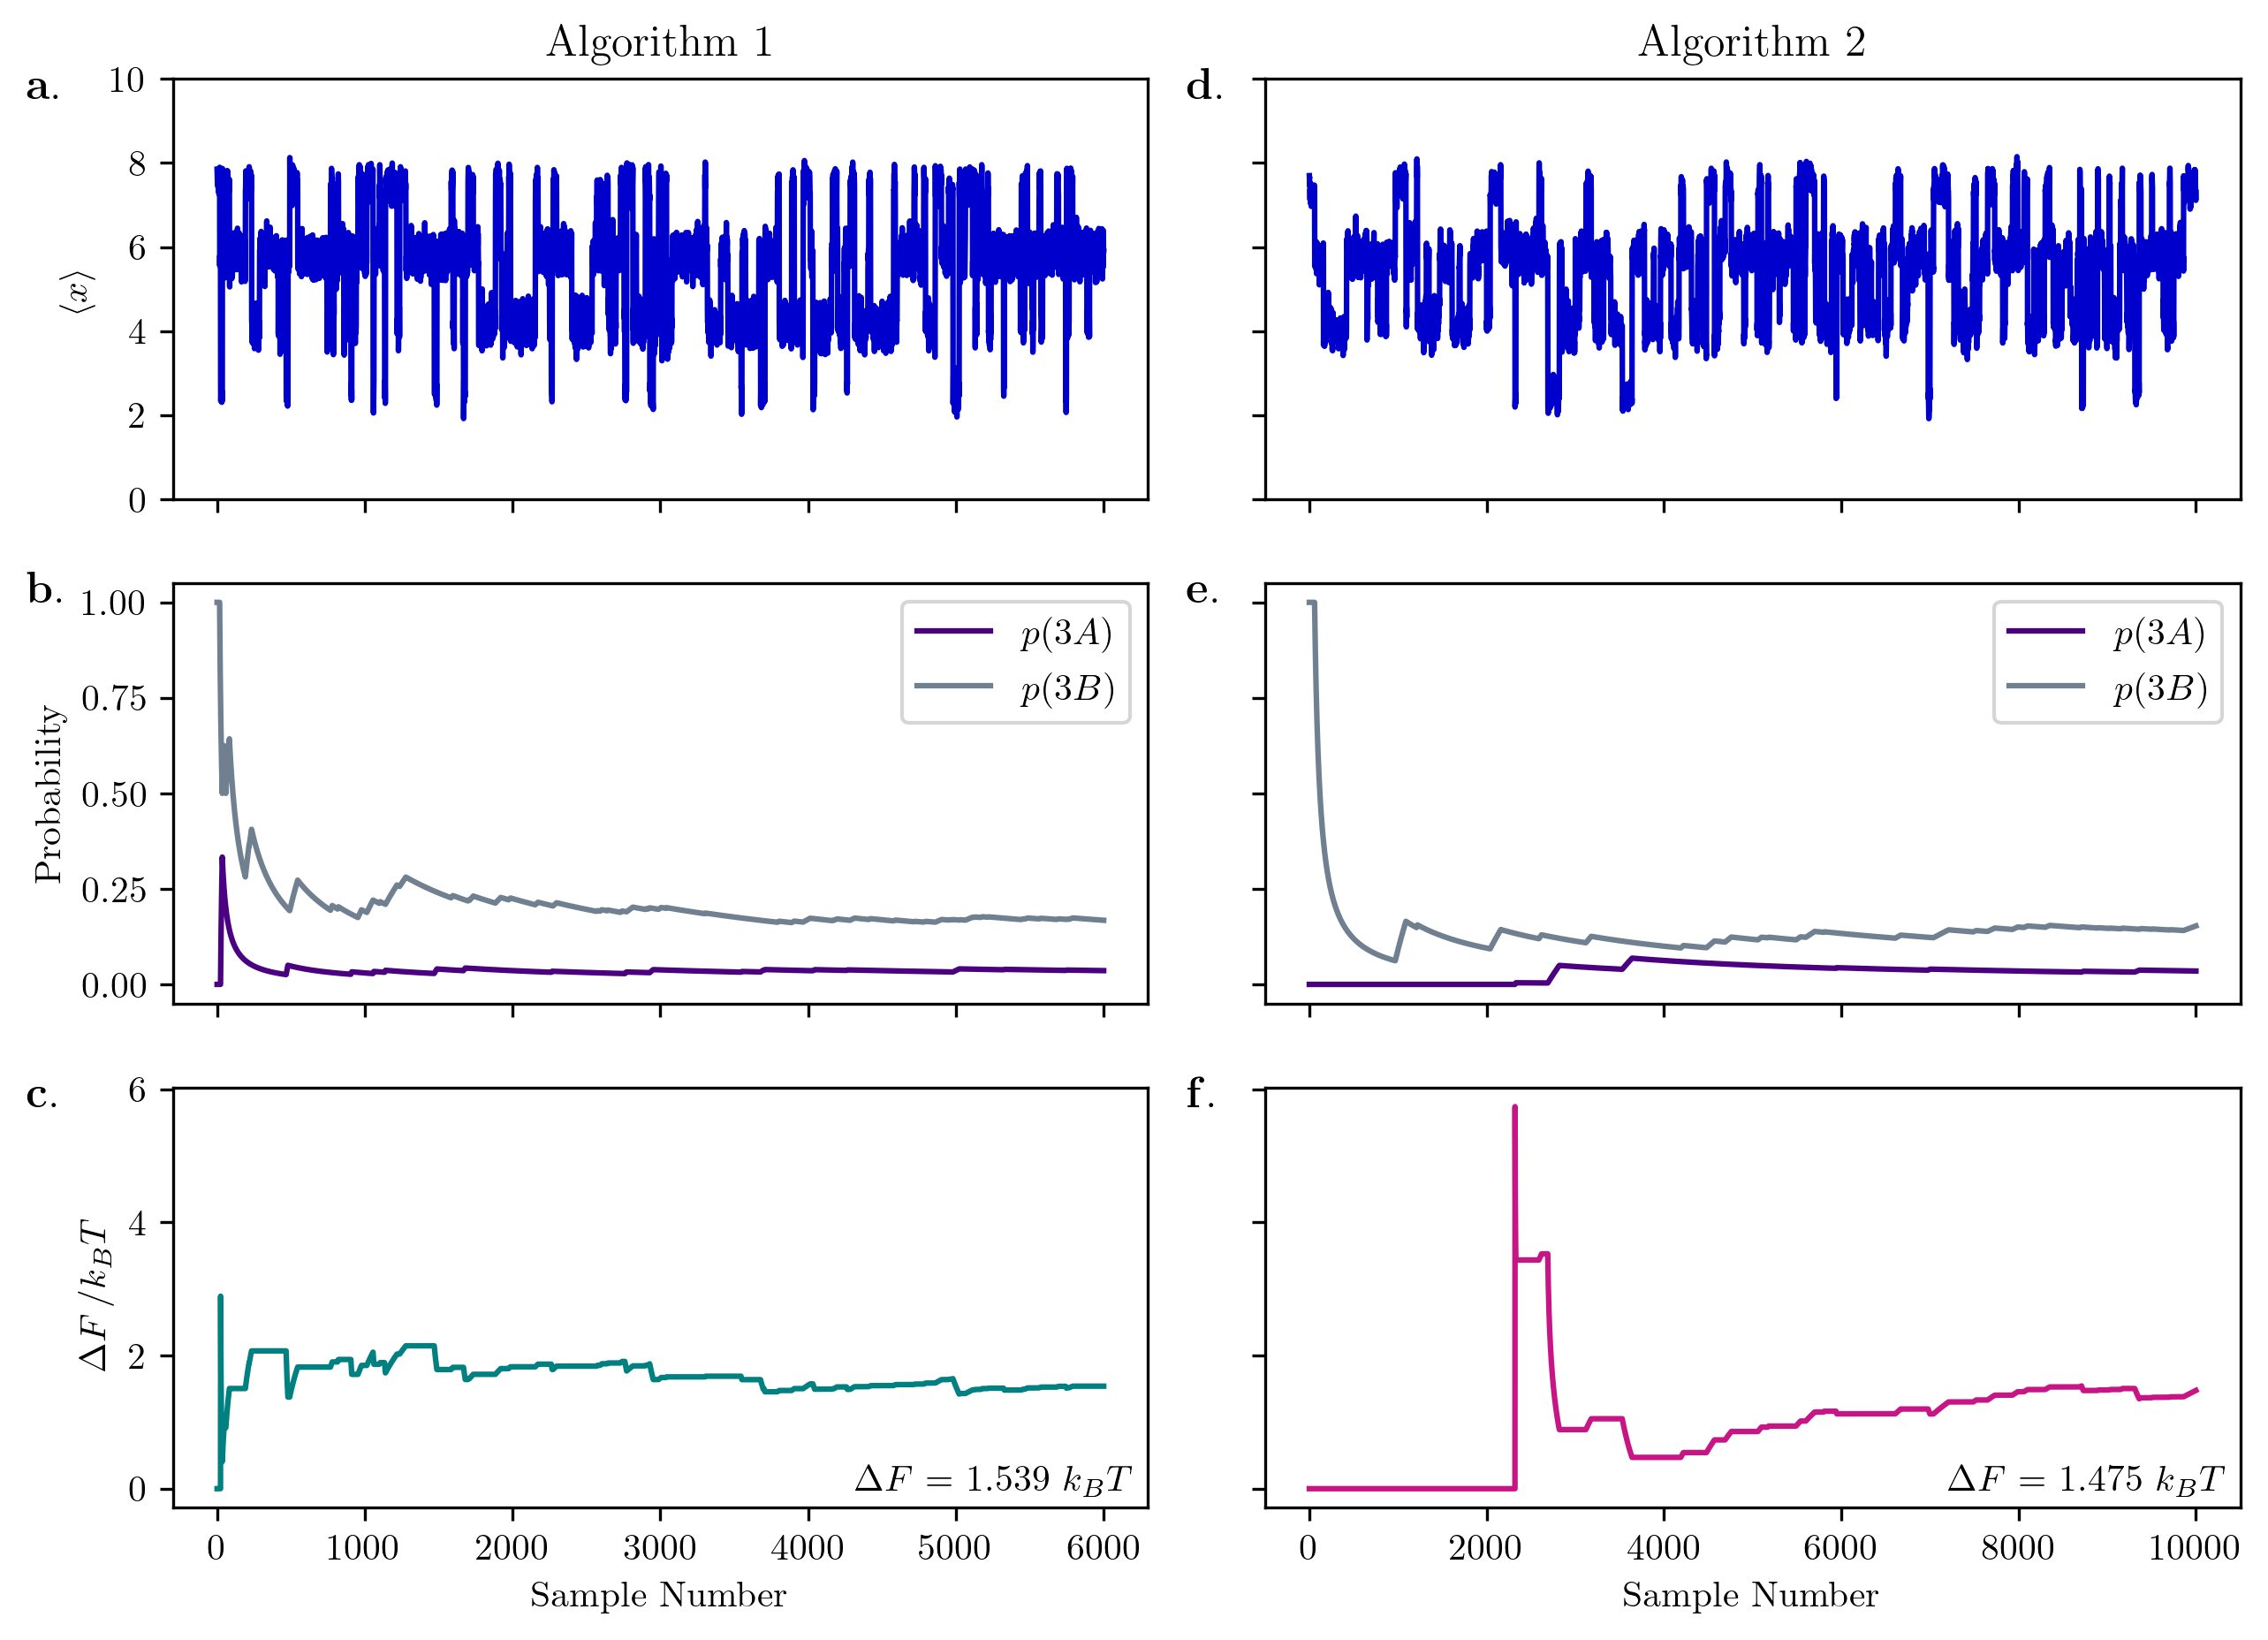 Algorithm 1
Algorithm 2
a.
10
8
6
4
2
0
⟨x⟩
d.
b.
1.00
0.75
0.50
0.25
0.00
Probability
p(3A)
p(3B)
e.
p(3A)
p(3B)
c.
6
4
2
0
ΔF /k_BT
ΔF = 1.539 k_BT
0 1000 2000 3000 4000 5000 6000
Sample Number
f.
ΔF = 1.475 k_BT
0 2000 4000 6000 8000 10000
Sample Number